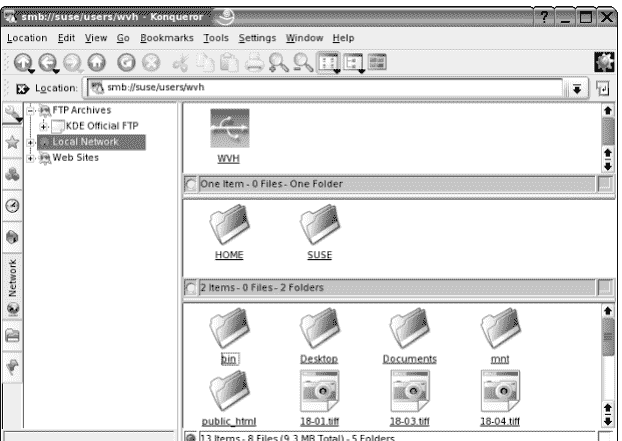 smb://suse/users/wvh - Konqueror
Location Edit View Go Bookmarks Tools Settings Window Help
Location: smb://suse/users/wvh
FTP Archives
KDE Official FTP
Local Network
Web Sites
Network
WVH
One Item - 0 Files - One Folder
HOME SUSE
2 Items - 0 Files - 2 Folders
bin Desktop Documents mnt
public_html 18-01.tiff 18-03.tiff 18-04.tiff
13 Items - 8 Files (9.3 MB Total) - 5 Folders